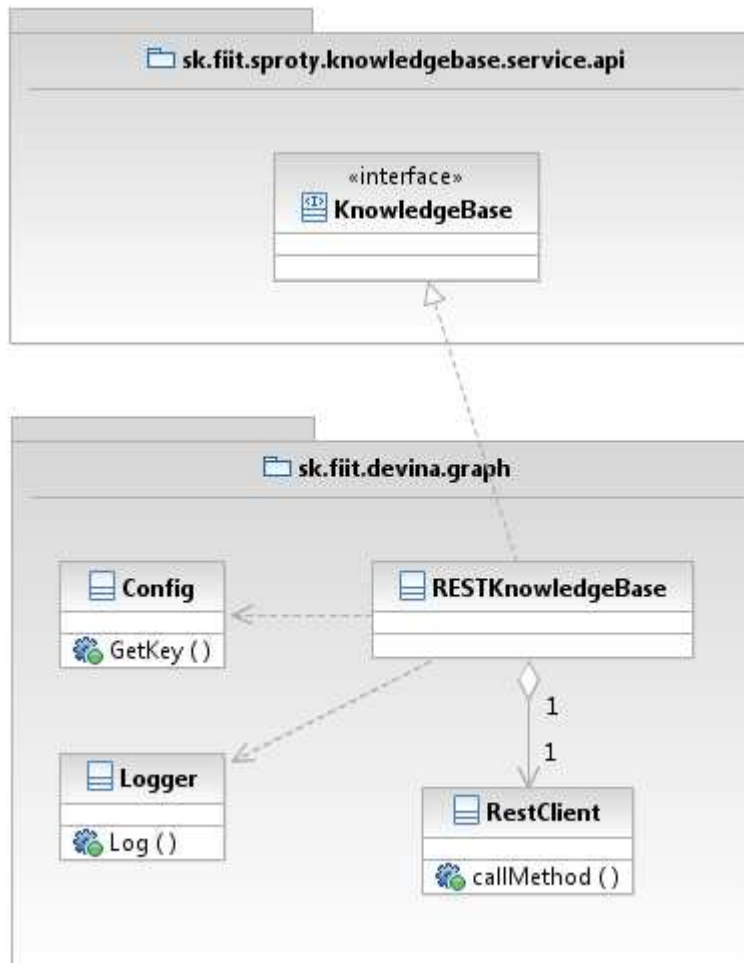 sk.fiit.sproty.knowledgebase.service.api
«interface»
KnowledgeBase
sk.fiit.devina.graph
Config
GetKey ( )
RESTKnowledgeBase
1
1
Logger
Log ( )
RestClient
callMethod ( )